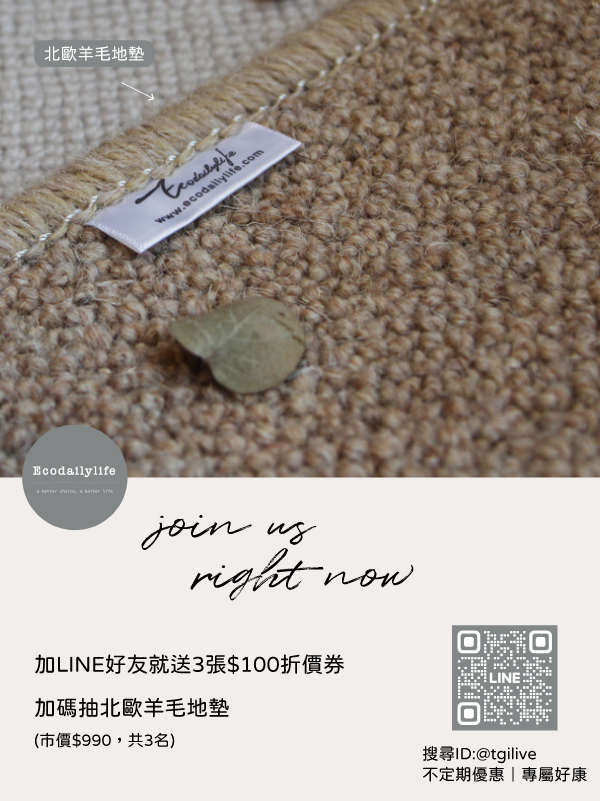 北歐羊毛地墊
Ecodailylife
www.ecodailylife.com
Ecodailylife
a better choice, a better life
join us
right now
加LINE好友就送3張$100折價券
加碼抽北歐羊毛地墊
(市價$990，共3名)
LINE
搜尋ID:@tgilive
不定期優惠｜專屬好康